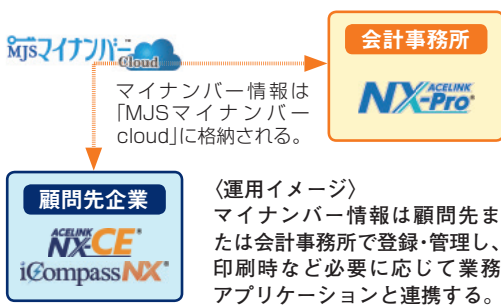 MJSマイナンバー
Cloud
会計事務所
ACELINK
NX-Pro
マイナンバー情報は
「MJSマイナンバー
cloud」に格納される。
顧問先企業
ACELINK
NX-CE
iCompassNX
〈運用イメージ〉
マイナンバー情報は顧問先ま
たは会計事務所で登録・管理し、
印刷時など必要に応じて業務
アプリケーションと連携する。